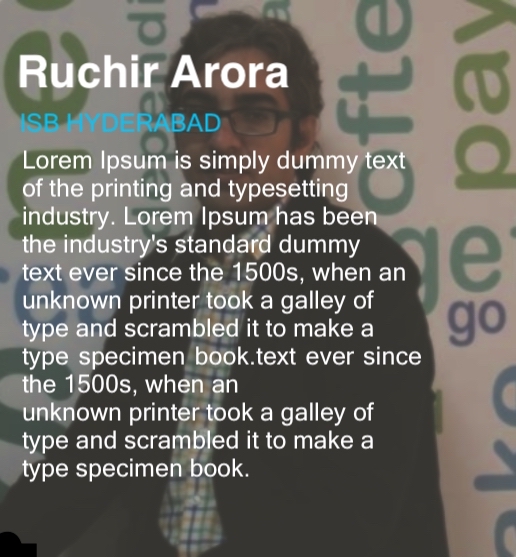 Ruchir Arora
ISB HYDERABAD
Lorem Ipsum is simply dummy text
of the printing and typesetting
industry. Lorem Ipsum has been
the industry's standard dummy
text ever since the 1500s, when an
unknown printer took a galley of
type and scrambled it to make a
type specimen book.text ever since
the 1500s, when an
unknown printer took a galley of
type and scrambled it to make a
type specimen book.
pay
go